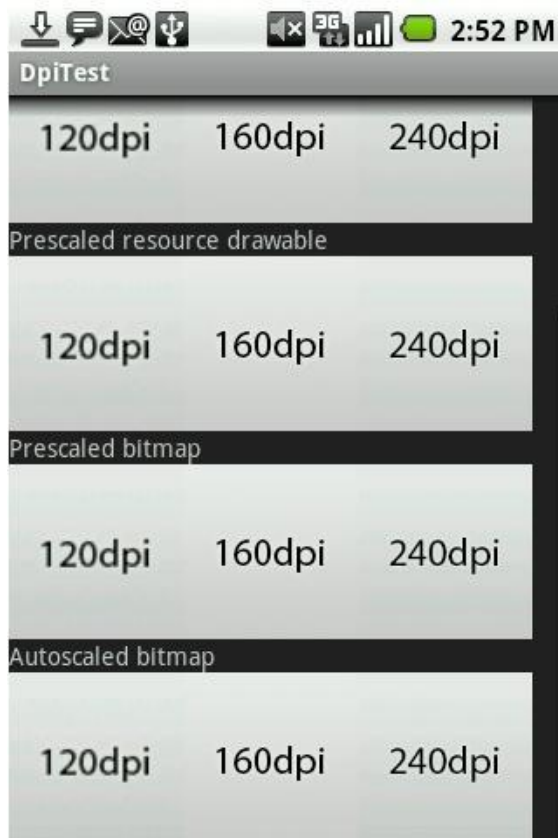 3G 2:52 PM
DpiTest
120dpi 160dpi 240dpi
Prescaled resource drawable
120dpi 160dpi 240dpi
Prescaled bitmap
120dpi 160dpi 240dpi
Autoscaled bitmap
120dpi 160dpi 240dpi